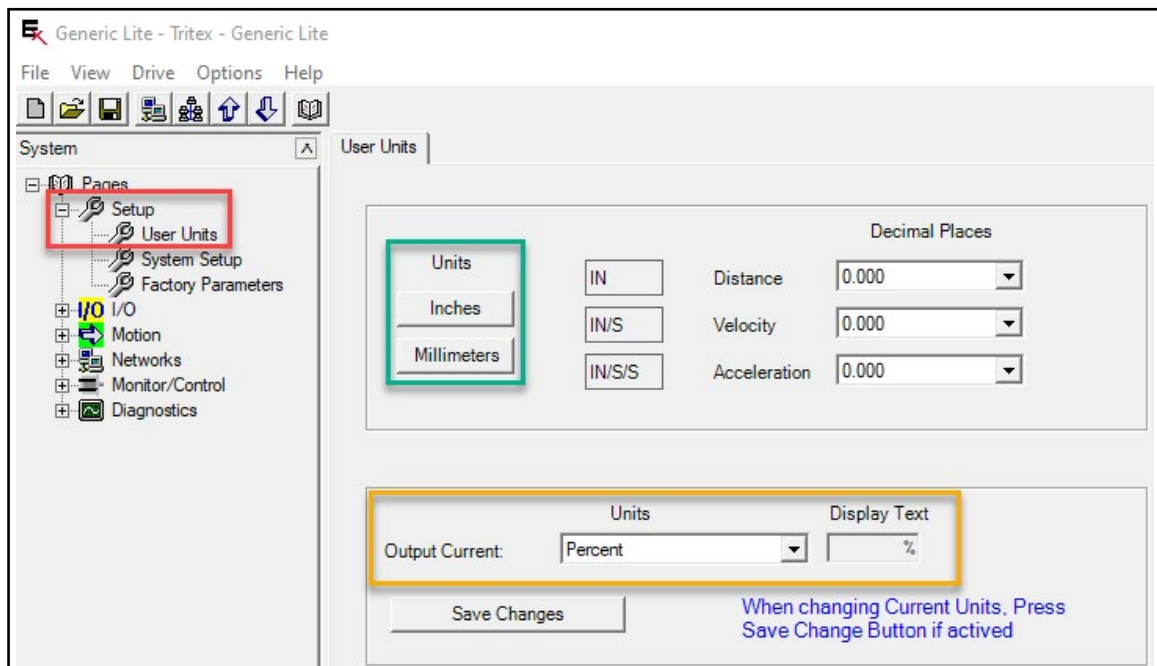 Generic Lite - Tritex - Generic Lite
File View Drive Options Help
System
User Units
Pages
Setup
User Units
System Setup
Factory Parameters
I/O I/O
Motion
Networks
Monitor/Control
Diagnostics
Decimal Places
Units
Inches
Millimeters
IN Distance 0.000
IN/S Velocity 0.000
IN/S/S Acceleration 0.000
Units Display Text
Output Current: Percent %
Save Changes
When changing Current Units, Press
Save Change Button if actived